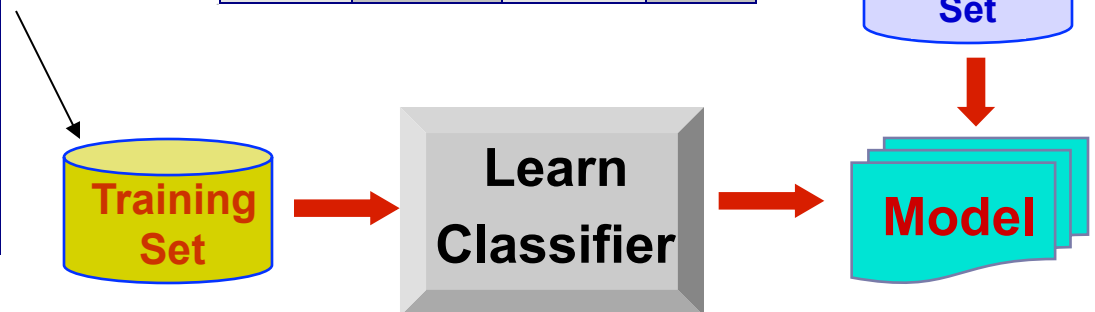 Set
Training
Set
Learn
Classifier
Model